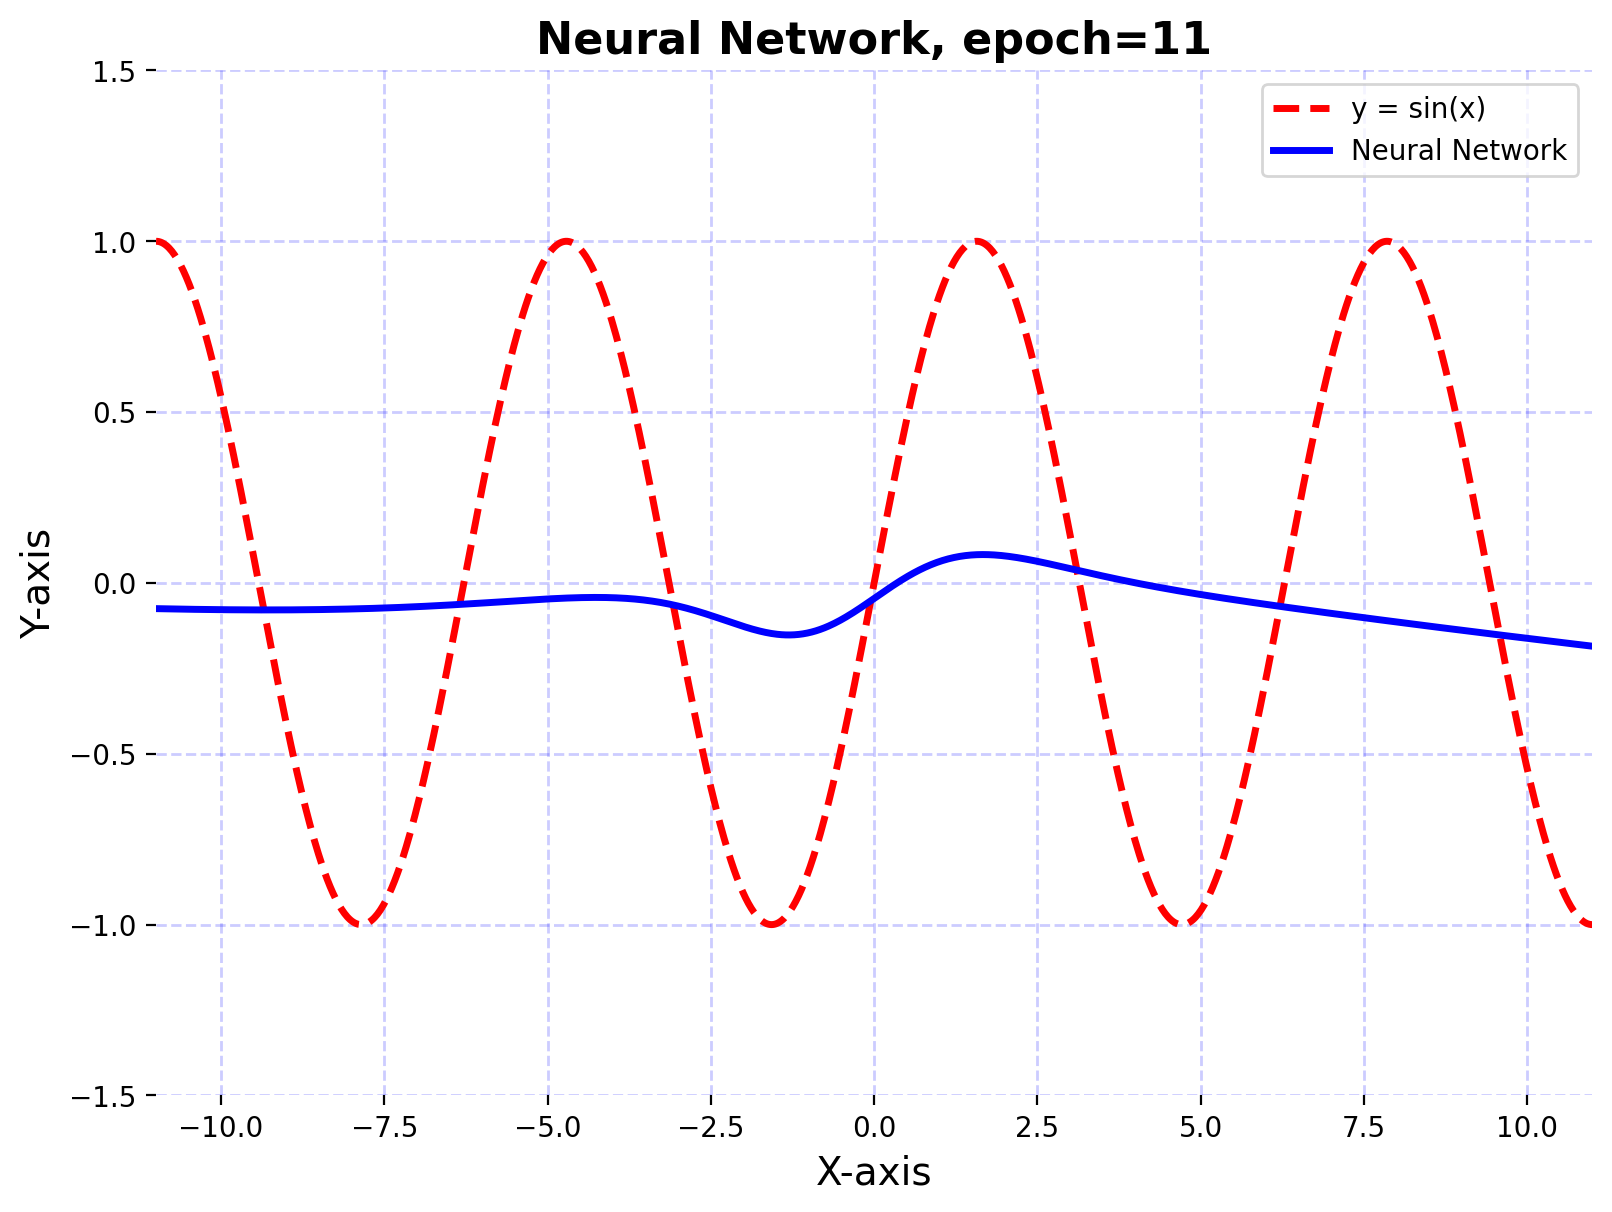 Neural Network, epoch=11
y = sin(x)
Neural Network
Y-axis
1.5
1.0
0.5
0.0
−0.5
−1.0
−1.5
−10.0 −7.5 −5.0 −2.5 0.0 2.5 5.0 7.5 10.0
X-axis